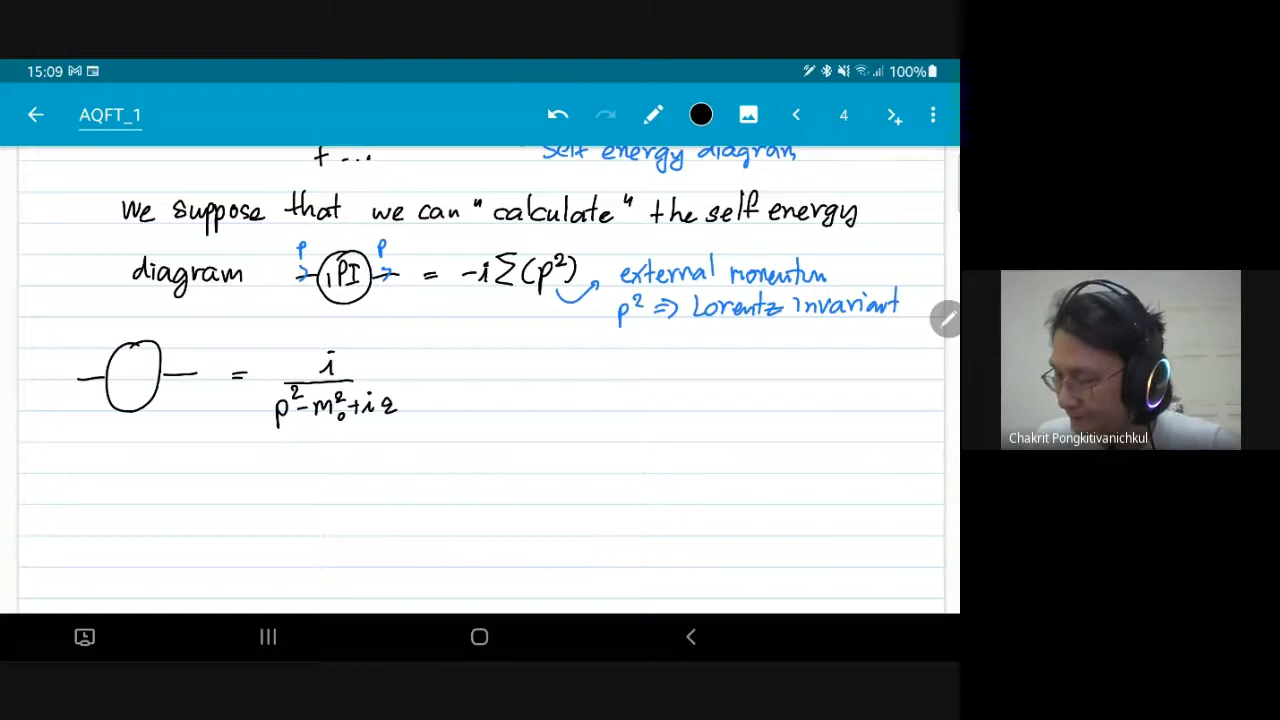 15:09 100%
AQFT_1 4
+ ... self energy diagram
We suppose that we can "calculate" the self energy
diagram p 1PI p = -i Σ(p²) external momentum
p² => Lorentz invariant
= i / p² - m₀² + iε
Chakrit Pongkitivanichkul